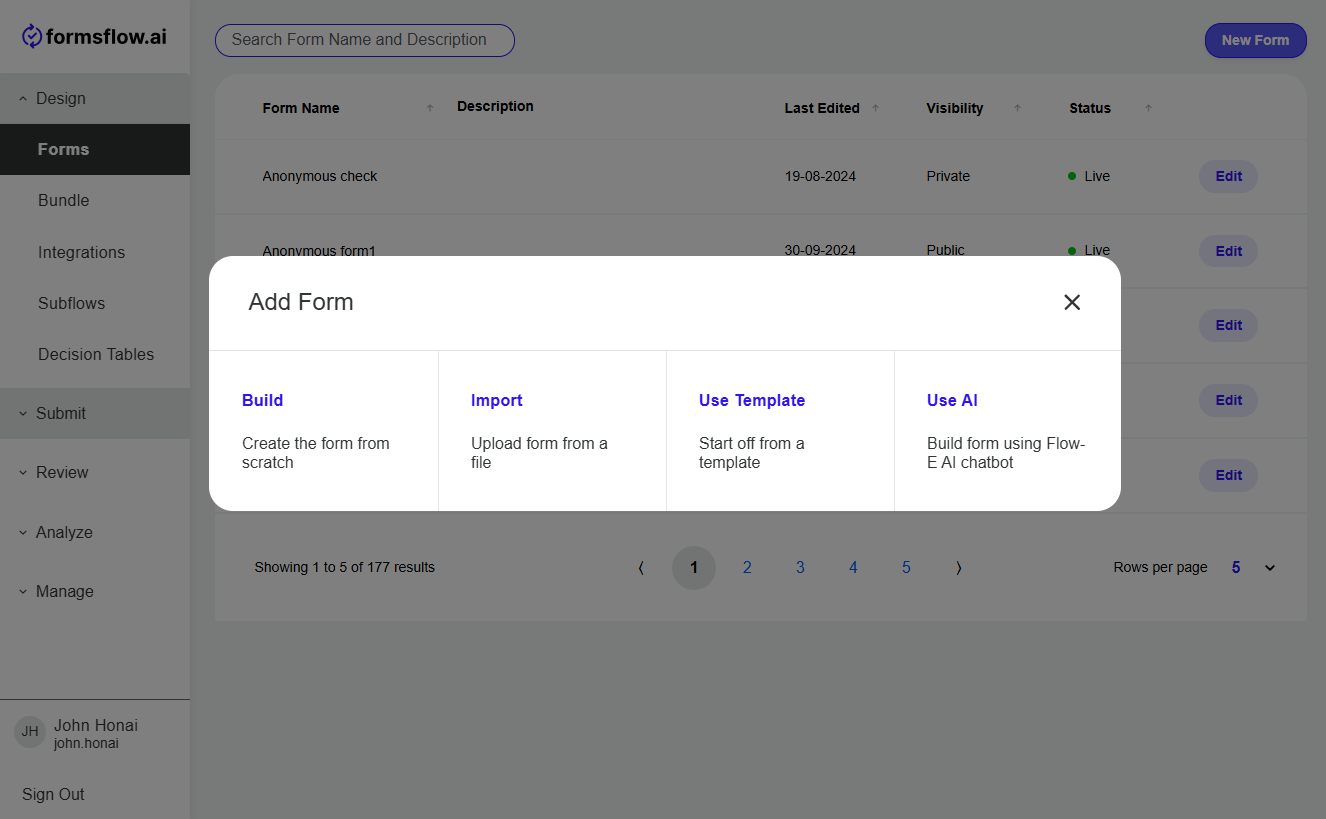 formsflow.ai
Search Form Name and Description
New Form
Design
Forms
Bundle
Integrations
Subflows
Decision Tables
Submit
Review
Analyze
Manage
JH
John Honai
john.honai
Sign Out
Form Name Description Last Edited Visibility Status
Anonymous check 19-08-2024 Private Live Edit
Anonymous form1 30-09-2024 Public Live Edit
Edit
Edit
Edit
Add Form
Build
Create the form from
scratch
Import
Upload form from a
file
Use Template
Start off from a
template
Use AI
Build form using Flow-
E AI chatbot
Showing 1 to 5 of 177 results
1 2 3 4 5
Rows per page 5